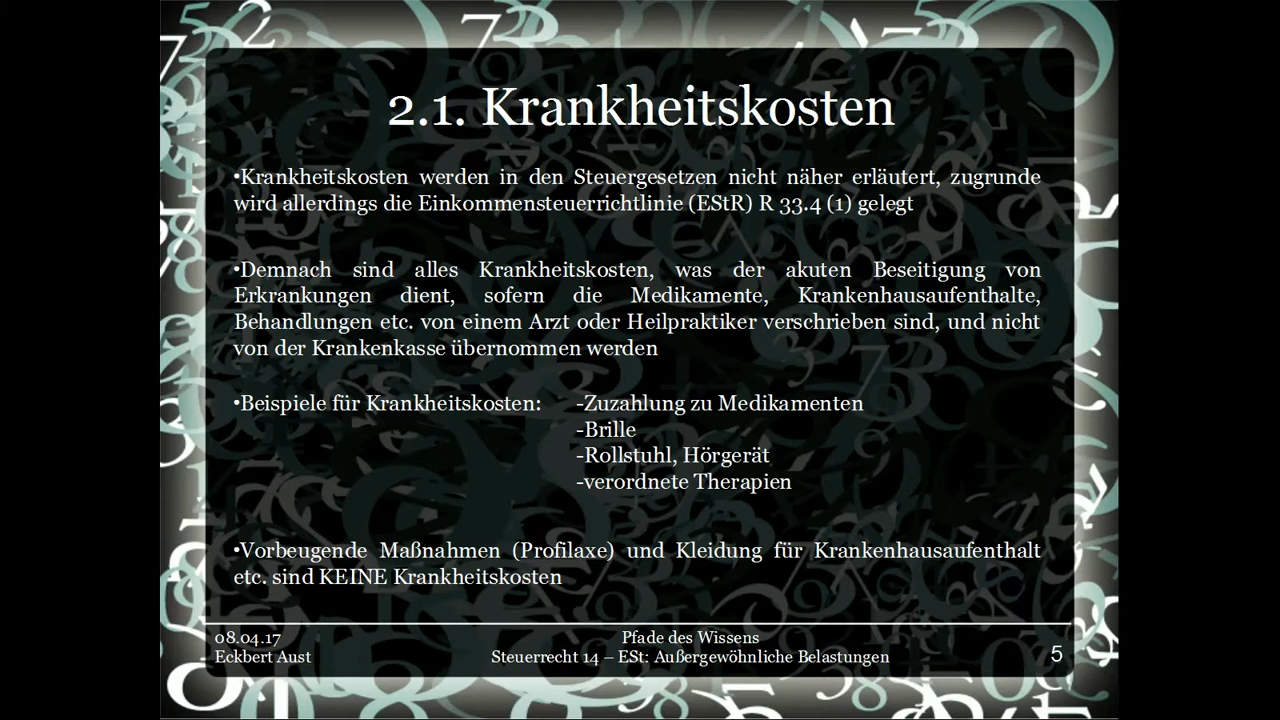 2.1. Krankheitskosten
•Krankheitskosten werden in den Steuergesetzen nicht näher erläutert, zugrunde
wird allerdings die Einkommensteuerrichtlinie (EStR) R 33.4 (1) gelegt
•Demnach sind alles Krankheitskosten, was der akuten Beseitigung von
Erkrankungen dient, sofern die Medikamente, Krankenhausaufenthalte,
Behandlungen etc. von einem Arzt oder Heilpraktiker verschrieben sind, und nicht
von der Krankenkasse übernommen werden
•Beispiele für Krankheitskosten: -Zuzahlung zu Medikamenten
-Brille
-Rollstuhl, Hörgerät
-verordnete Therapien
•Vorbeugende Maßnahmen (Profilaxe) und Kleidung für Krankenhausaufenthalt
etc. sind KEINE Krankheitskosten
08.04.17
Eckbert Aust
Pfade des Wissens
Steuerrecht 14 – ESt: Außergewöhnliche Belastungen
5